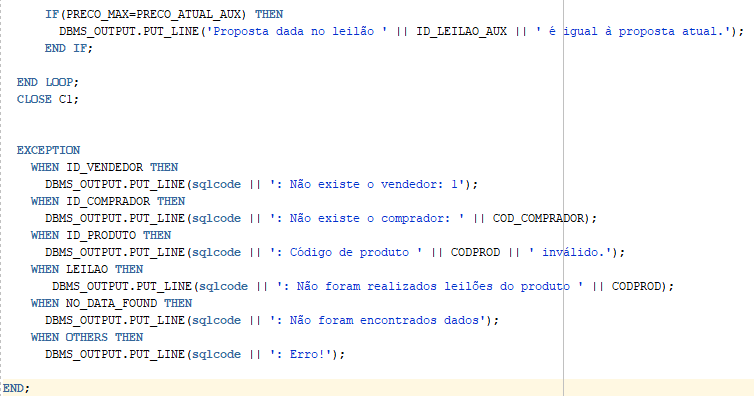 IF(PRECO_MAX=PRECO_ATUAL_AUX) THEN
DBMS_OUTPUT.PUT_LINE('Proposta dada no leilão ' || ID_LEILAO_AUX || ' é igual à proposta atual.');
END IF;
END LOOP;
CLOSE C1;
EXCEPTION
WHEN ID_VENDEDOR THEN
DBMS_OUTPUT.PUT_LINE(sqlcode || ': Não existe o vendedor: 1');
WHEN ID_COMPRADOR THEN
DBMS_OUTPUT.PUT_LINE(sqlcode || ': Não existe o comprador: ' || COD_COMPRADOR);
WHEN ID_PRODUTO THEN
DBMS_OUTPUT.PUT_LINE(sqlcode || ': Código de produto ' || CODPROD || ' inválido.');
WHEN LEILAO THEN
DBMS_OUTPUT.PUT_LINE(sqlcode || ': Não foram realizados leilões do produto ' || CODPROD);
WHEN NO_DATA_FOUND THEN
DBMS_OUTPUT.PUT_LINE(sqlcode || ': Não foram encontrados dados');
WHEN OTHERS THEN
DBMS_OUTPUT.PUT_LINE(sqlcode || ': Erro!');
END;